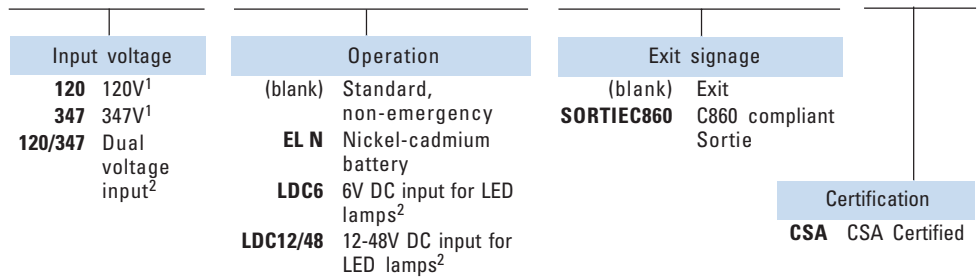 Input voltage
120 120V1
347 347V1
120/347 Dual
voltage
input2
Operation
(blank) Standard,
non-emergency
EL N Nickel-cadmium
battery
LDC6 6V DC input for LED
lamps2
LDC12/48 12-48V DC input for
LED lamps2
Exit signage
(blank) Exit
SORTIEC860 C860 compliant
Sortie
Certification
CSA CSA Certified